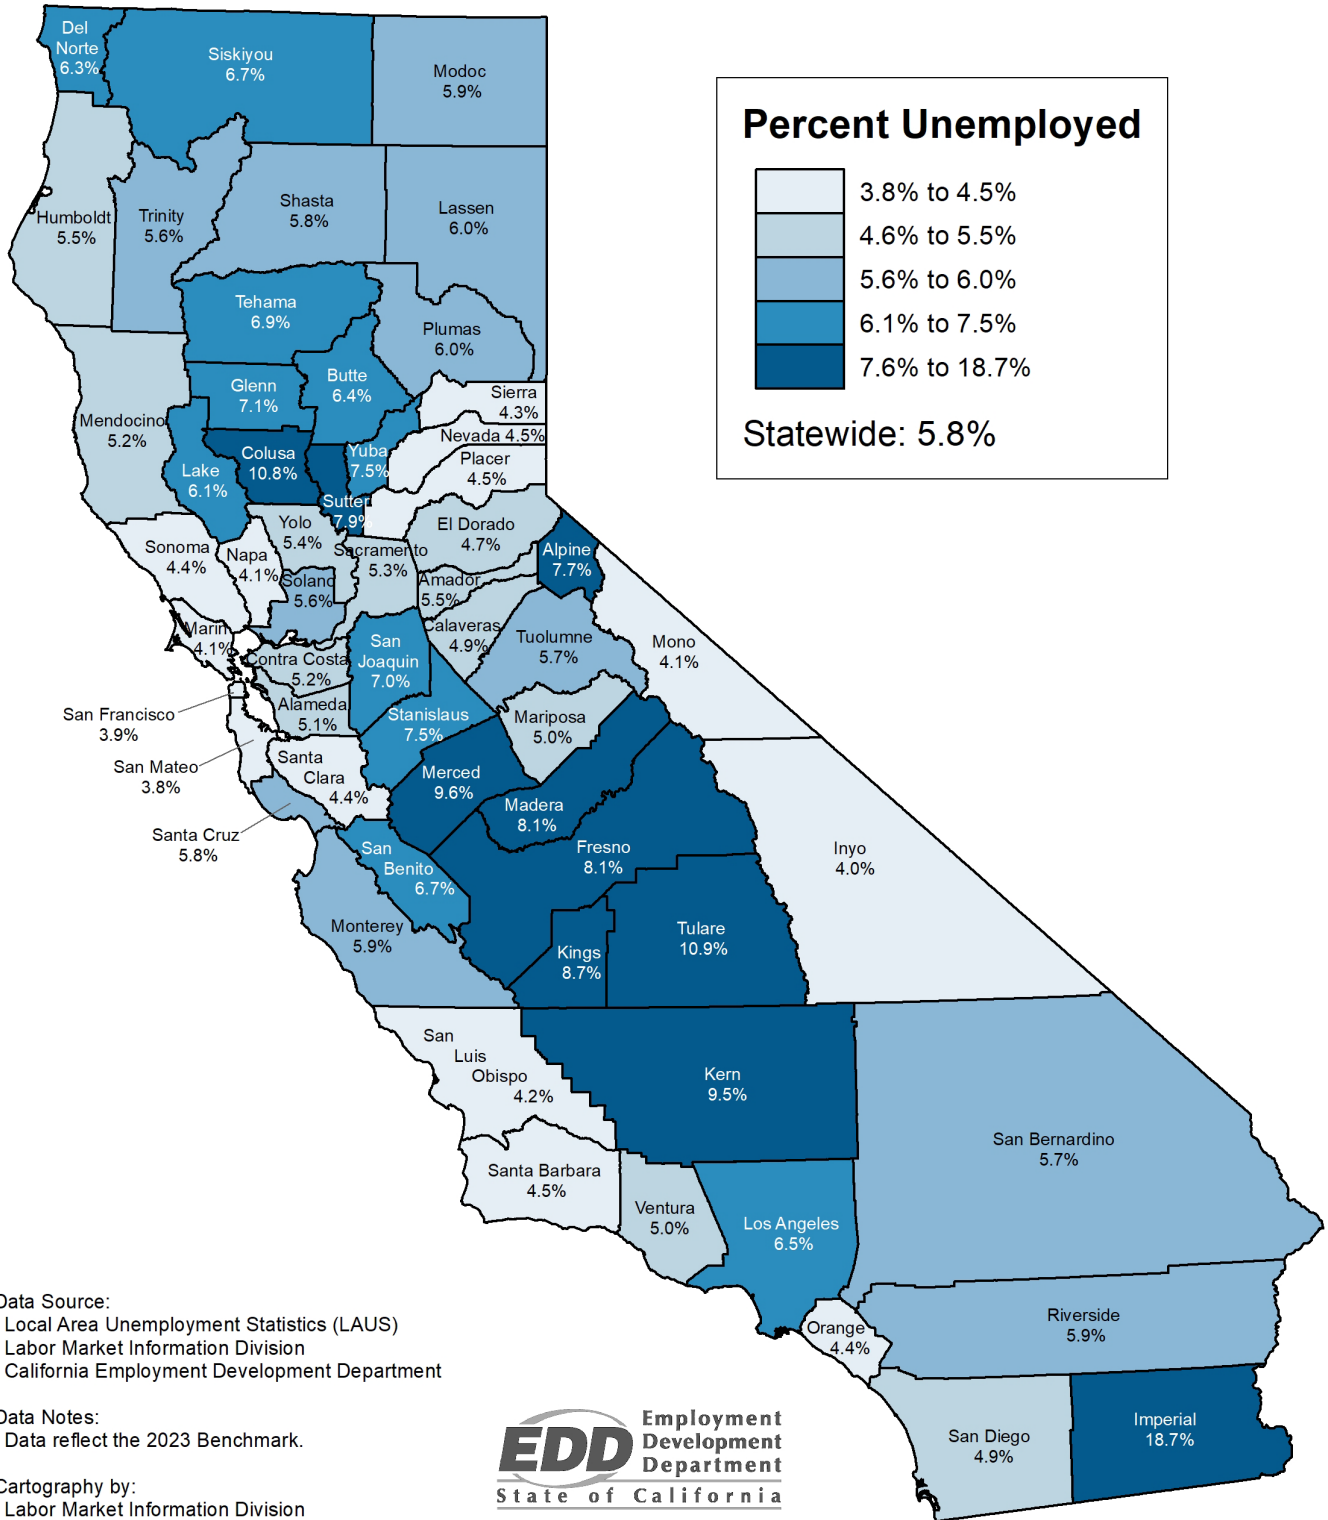 Del
Norte
6.3%
Siskiyou
6.7%
Modoc
5.9%
Percent Unemployed
3.8% to 4.5%
4.6% to 5.5%
5.6% to 6.0%
6.1% to 7.5%
7.6% to 18.7%
Statewide: 5.8%
Humboldt
5.5%
Trinity
5.6%
Shasta
5.8%
Lassen
6.0%
Tehama
6.9%
Plumas
6.0%
Glenn
7.1%
Butte
6.4%
Sierra
4.3%
Mendocino
5.2%
Nevada 4.5%
Lake
6.1%
Colusa
10.8%
Yuba
7.5%
Placer
4.5%
Sutter
7.9%
Yolo
5.4%
El Dorado
4.7%
Sonoma
4.4%
Napa
4.1%
Sacramento
5.3%
Alpine
7.7%
Solano
5.6%
Amador
5.5%
Marin
4.1%
Calaveras
4.9%
Tuolumne
5.7%
Mono
4.1%
Contra Costa
5.2%
San
Joaquin
7.0%
Alameda
5.1%
Stanislaus
7.5%
Mariposa
5.0%
San Francisco
3.9%
San Mateo
3.8%
Santa
Clara
4.4%
Merced
9.6%
Madera
8.1%
Santa Cruz
5.8%
San
Benito
6.7%
Fresno
8.1%
Inyo
4.0%
Monterey
5.9%
Kings
8.7%
Tulare
10.9%
San
Luis
Obispo
4.2%
Kern
9.5%
San Bernardino
5.7%
Santa Barbara
4.5%
Ventura
5.0%
Los Angeles
6.5%
Orange
4.4%
Riverside
5.9%
San Diego
4.9%
Imperial
18.7%
Data Source:
Local Area Unemployment Statistics (LAUS)
Labor Market Information Division
California Employment Development Department
Data Notes:
Data reflect the 2023 Benchmark.
Cartography by:
Labor Market Information Division
EDD
Employment
Development
Department
State of California